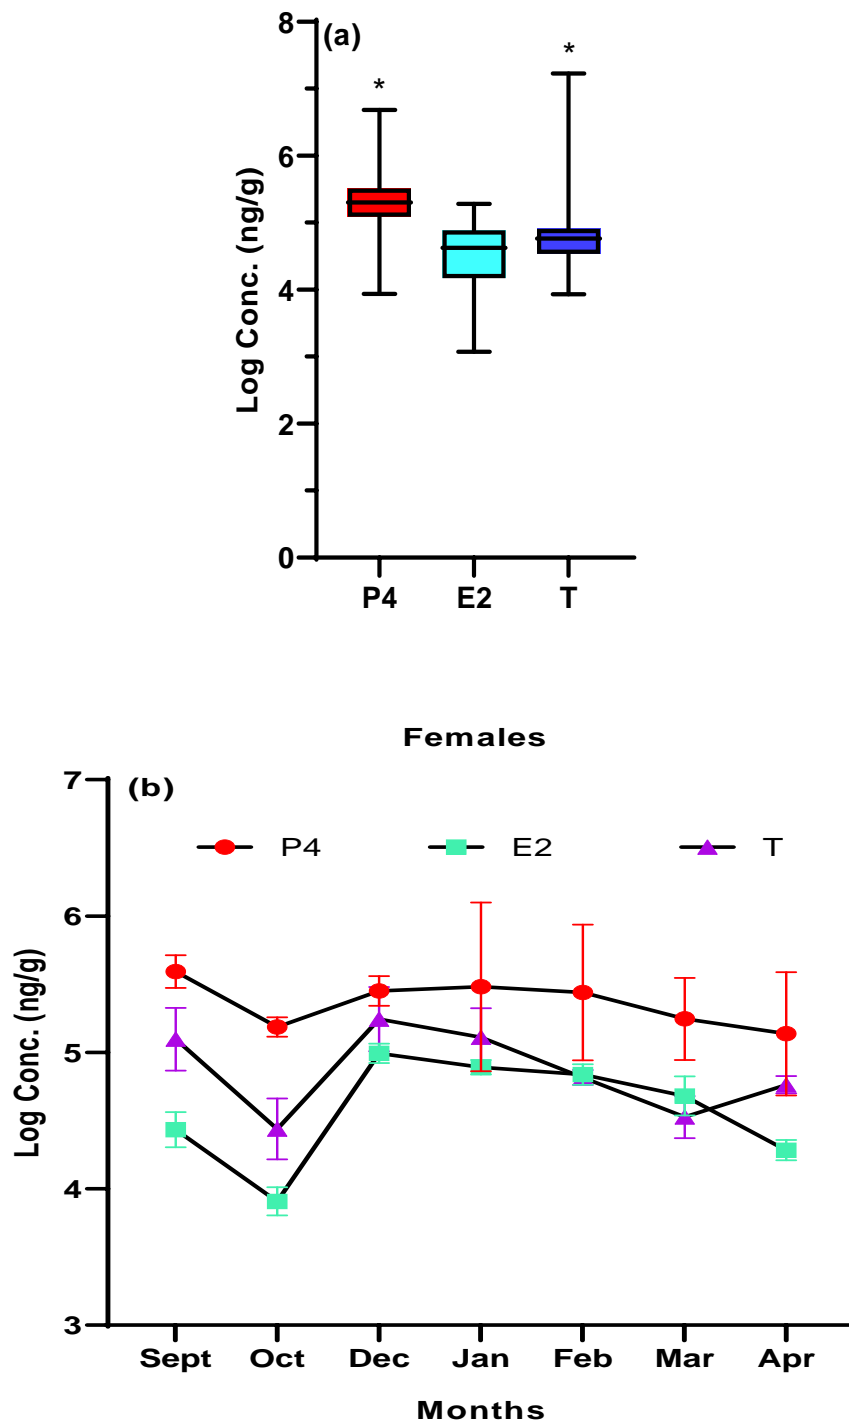 (a)
8
*
*
6
4
2
0
Log Conc. (ng/g)
P4 E2 T
Females
(b)
7
P4 E2 T
6
5
4
3
Log Conc. (ng/g)
Sept Oct Dec Jan Feb Mar Apr
Months